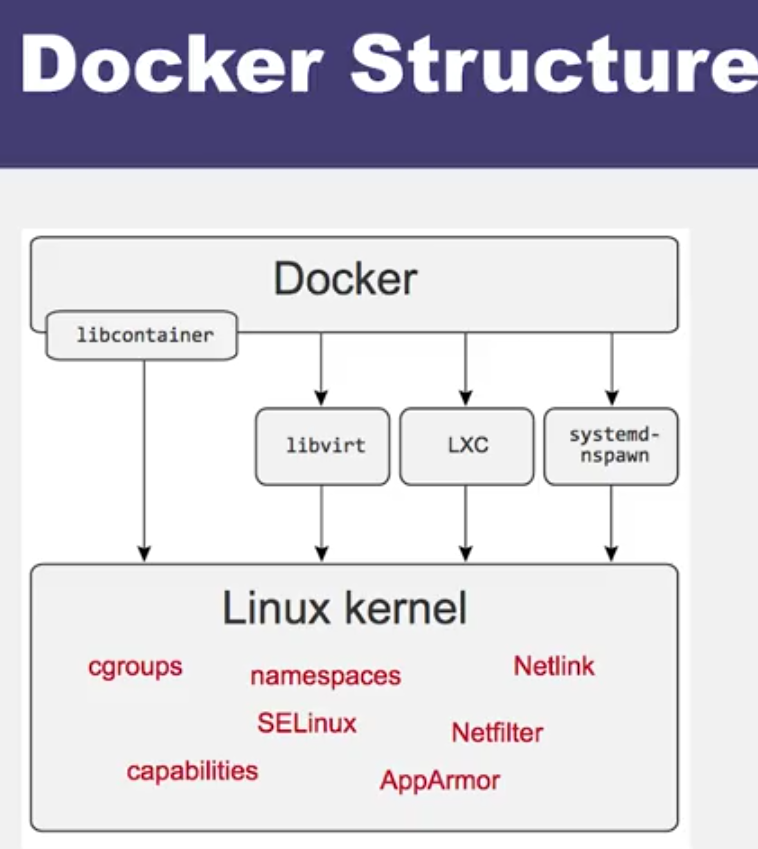 Docker Structure
Docker
libcontainer
libvirt
LXC
systemd-
nspawn
Linux kernel
cgroups
namespaces
Netlink
SELinux
Netfilter
capabilities
AppArmor